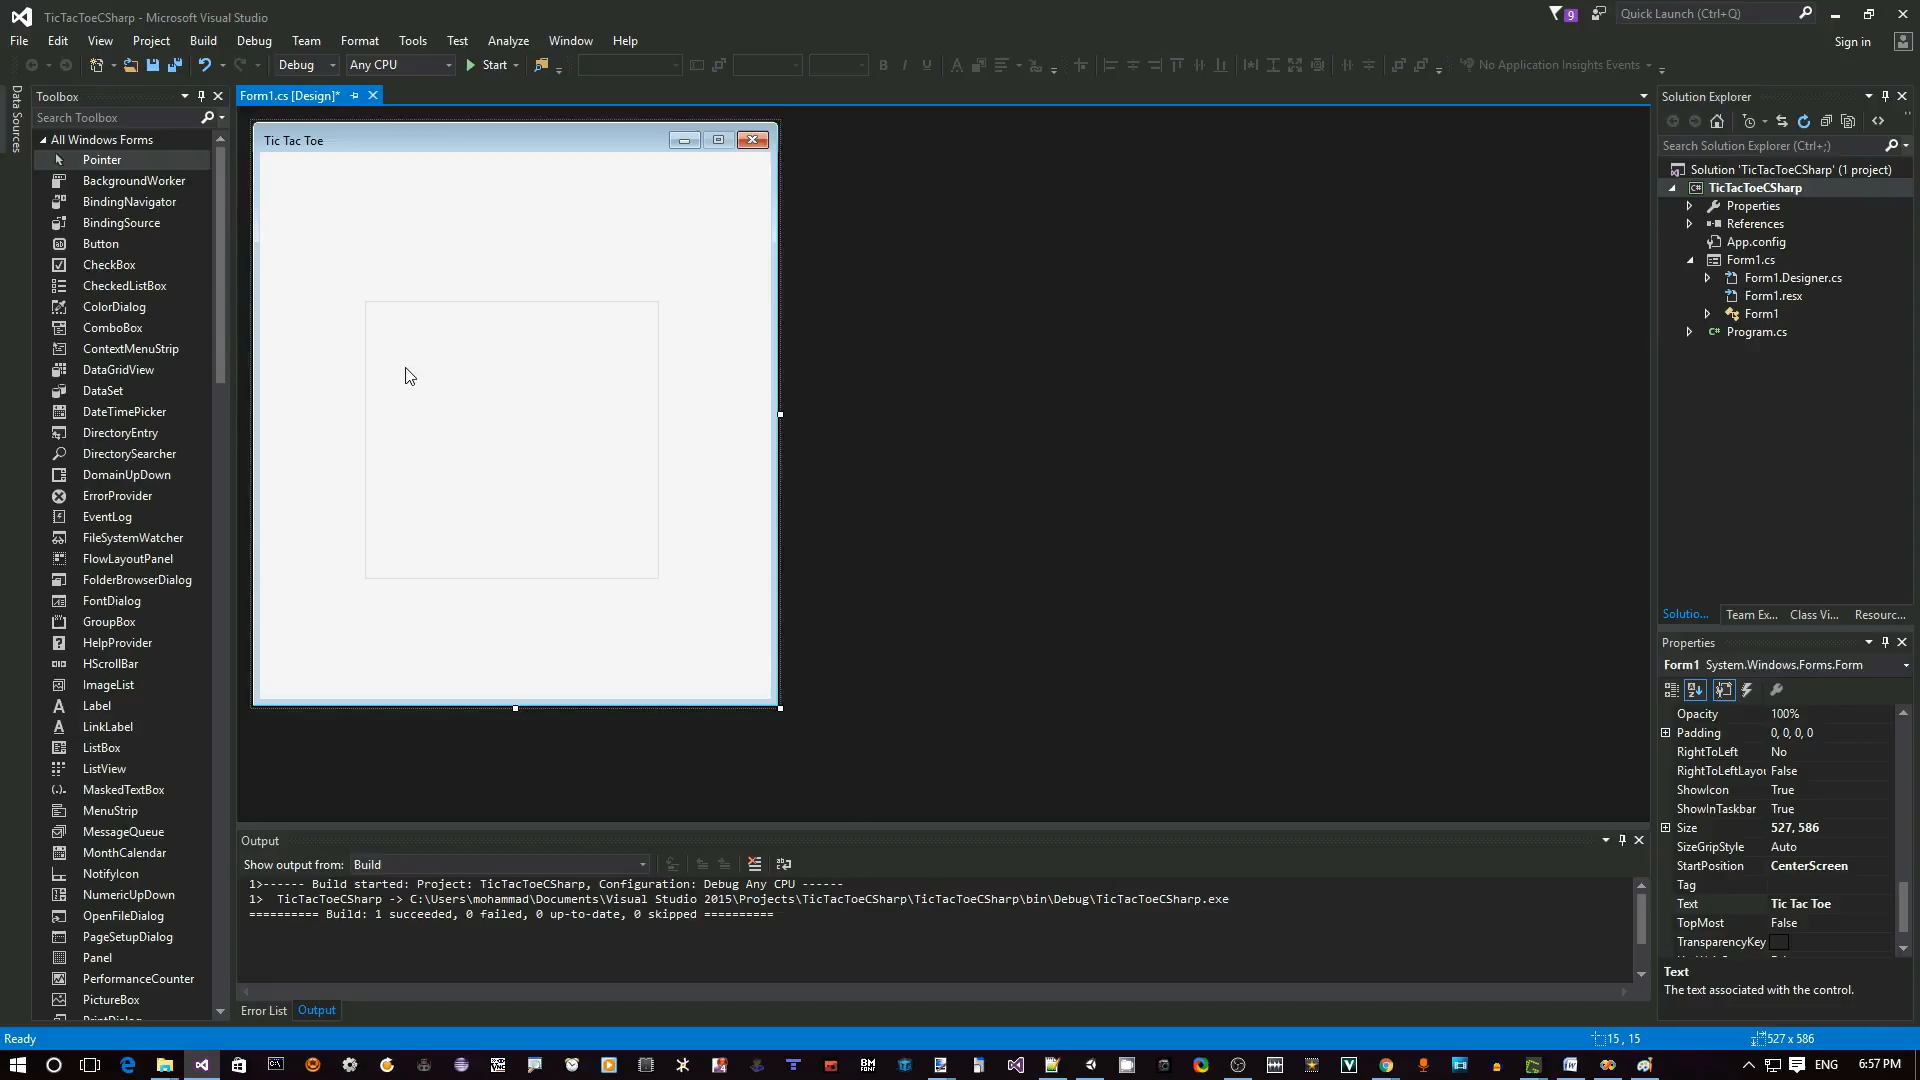 TicTacToeCSharp - Microsoft Visual Studio
9
Quick Launch (Ctrl+Q)
File Edit View Project Build Debug Team Format Tools Test Analyze Window Help
Sign in
Debug Any CPU Start No Application Insights Events
Data Sources
Toolbox
Search Toolbox
All Windows Forms
Pointer
BackgroundWorker
BindingNavigator
BindingSource
Button
CheckBox
CheckedListBox
ColorDialog
ComboBox
ContextMenuStrip
DataGridView
DataSet
DateTimePicker
DirectoryEntry
DirectorySearcher
DomainUpDown
ErrorProvider
EventLog
FileSystemWatcher
FlowLayoutPanel
FolderBrowserDialog
FontDialog
GroupBox
HelpProvider
HScrollBar
ImageList
Label
LinkLabel
ListBox
ListView
MaskedTextBox
MenuStrip
MessageQueue
MonthCalendar
NotifyIcon
NumericUpDown
OpenFileDialog
PageSetupDialog
Panel
PerformanceCounter
PictureBox
Form1.cs [Design]*
Tic Tac Toe
Output
Show output from: Build
1>------ Build started: Project: TicTacToeCSharp, Configuration: Debug Any CPU ------
1>  TicTacToeCSharp -> C:\Users\mohammad\Documents\Visual Studio 2015\Projects\TicTacToeCSharp\TicTacToeCSharp\bin\Debug\TicTacToeCSharp.exe
========== Build: 1 succeeded, 0 failed, 0 up-to-date, 0 skipped ==========
Error List Output
Solution Explorer
Search Solution Explorer (Ctrl+;)
Solution 'TicTacToeCSharp' (1 project)
TicTacToeCSharp
Properties
References
App.config
Form1.cs
Form1.Designer.cs
Form1.resx
Form1
Program.cs
Solutio... Team Ex... Class Vi... Resourc...
Properties
Form1 System.Windows.Forms.Form
Opacity 100%
Padding 0, 0, 0, 0
RightToLeft No
RightToLeftLayou False
ShowIcon True
ShowInTaskbar True
Size 527, 586
SizeGripStyle Auto
StartPosition CenterScreen
Tag
Text Tic Tac Toe
TopMost False
TransparencyKey
Text
The text associated with the control.
Ready
15 , 15
527 x 586
ENG
6:57 PM